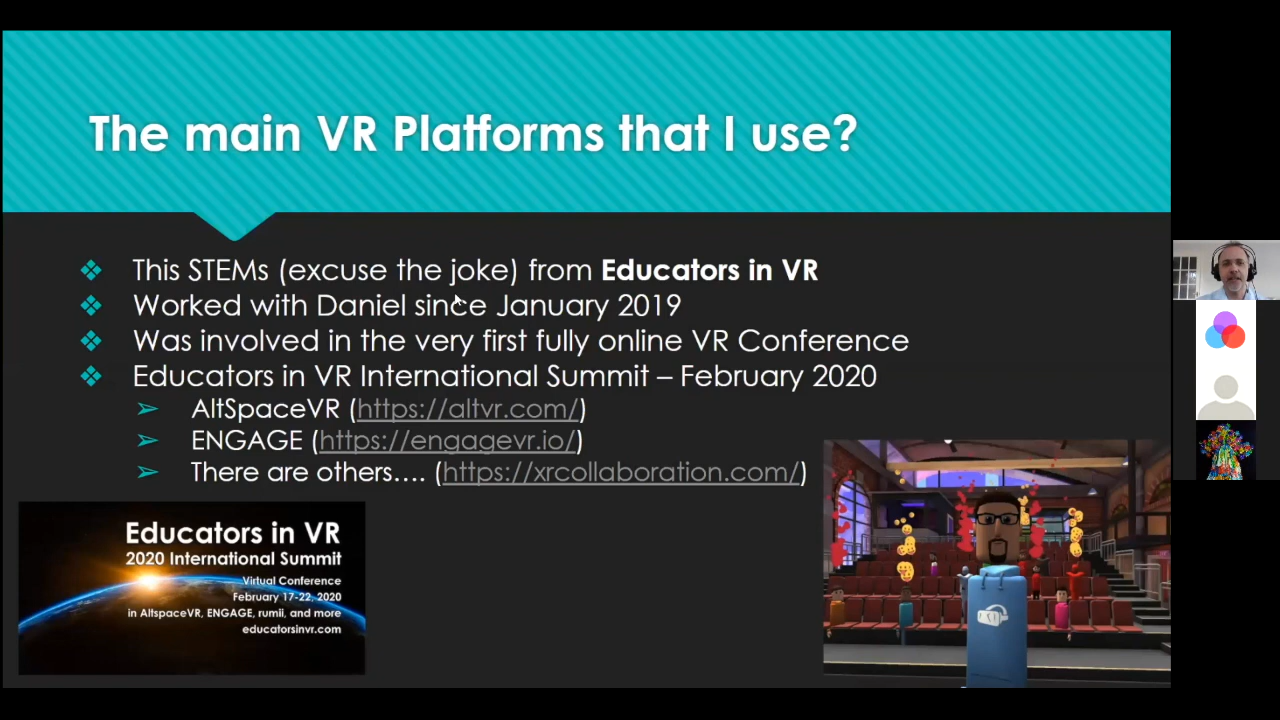 The main VR Platforms that I use?
This STEMs (excuse the joke) from Educators in VR
Worked with Daniel since January 2019
Was involved in the very first fully online VR Conference
Educators in VR International Summit – February 2020
AltSpaceVR (https://altvr.com/)
ENGAGE (https://engagevr.io/)
There are others.... (https://xrcollaboration.com/)
Educators in VR
2020 International Summit
Virtual Conference
February 17-22, 2020
in AltspaceVR, ENGAGE, rumii, and more
educatorsinvr.com